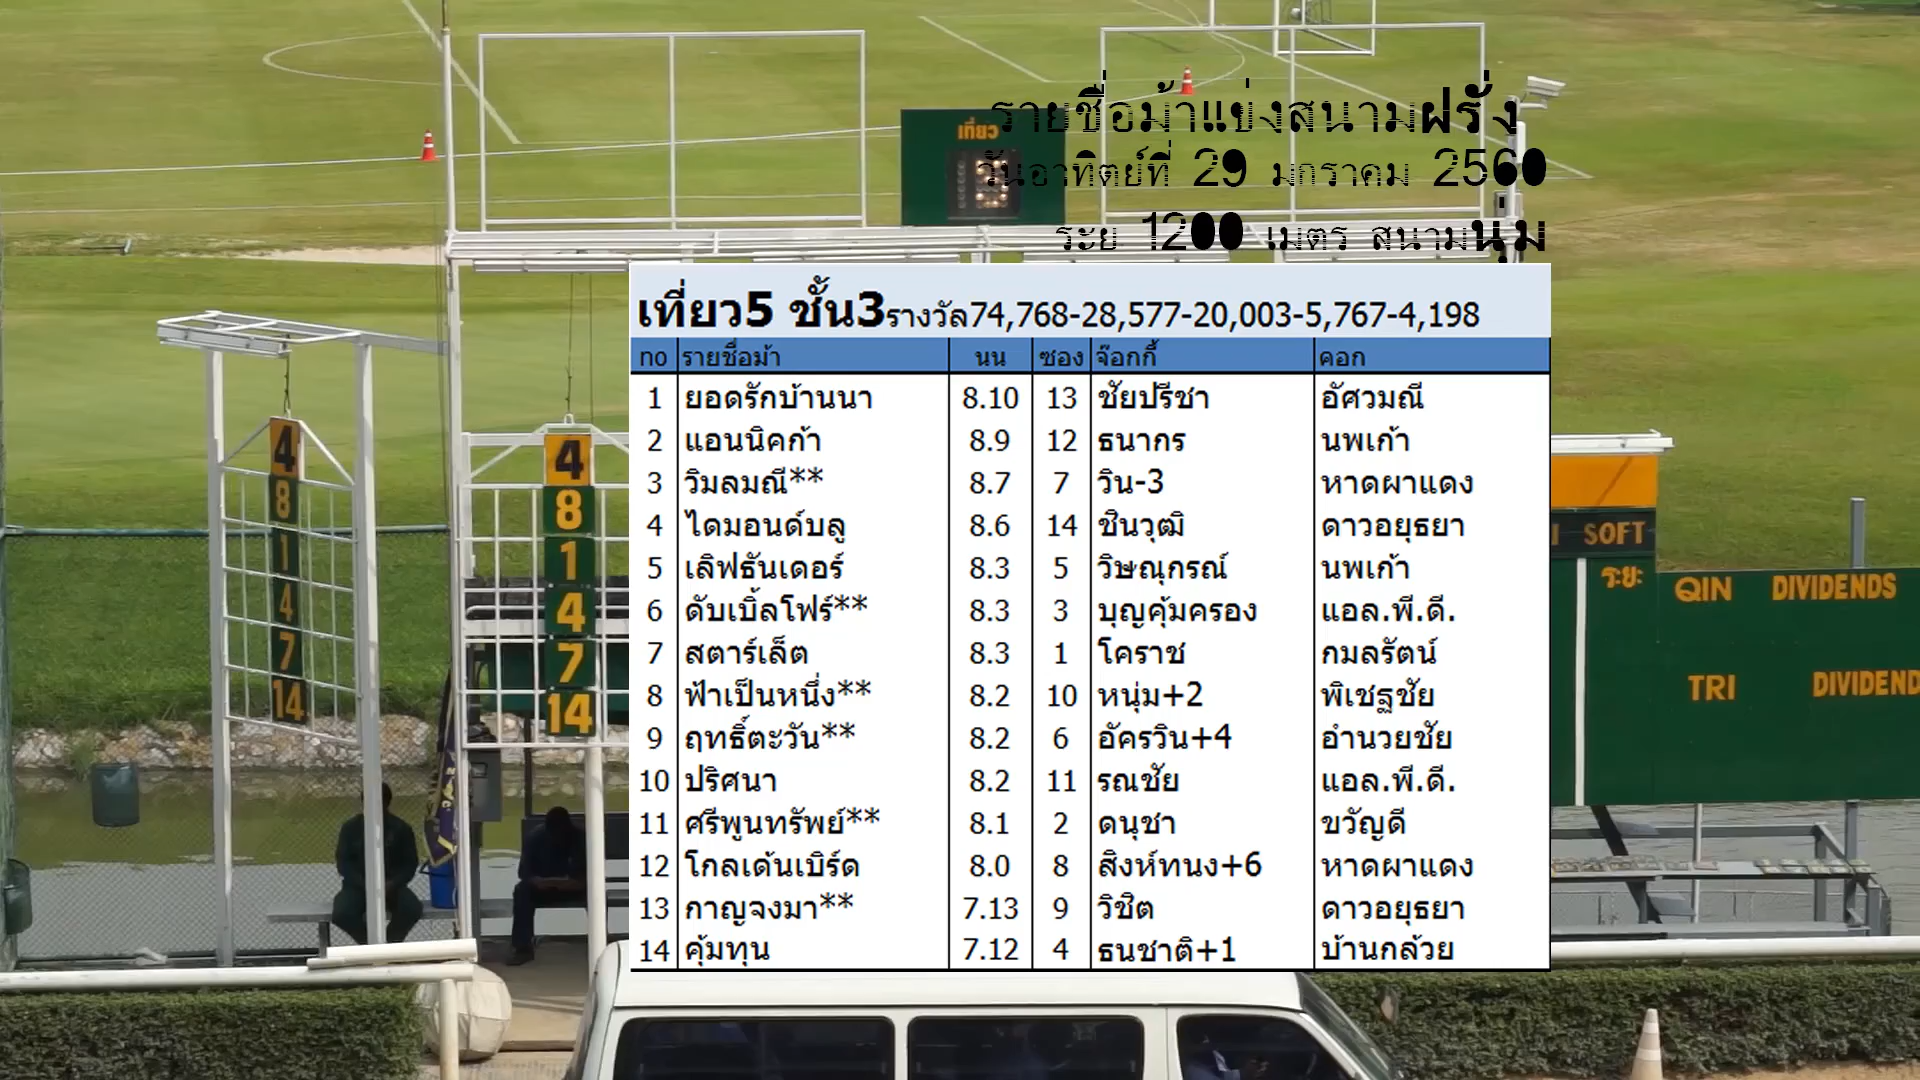 รายชื่อม้าแข่งสนามฝรั่ง
วันอาทิตย์ที่ 29 มกราคม 2560
ระยะ 1200 เมตร สนามนุ่ม
เที่ยว
เที่ยว5 ชั้น3รางวัล74,768-28,577-20,003-5,767-4,198
no รายชื่อม้า นน ซอง จ๊อกกี้ คอก
1 ยอดรักบ้านนา 8.10 13 ชัยปรีชา อัศวมณี
2 แอนนิคก้า 8.9 12 ธนากร นพเก้า
3 วิมลมณี** 8.7 7 วิน-3 หาดผาแดง
4 ไดมอนด์บลู 8.6 14 ชินวุฒิ ดาวอยุธยา
5 เลิฟธันเดอร์ 8.3 5 วิษณุกรณ์ นพเก้า
6 ดับเบิ้ลโฟร์** 8.3 3 บุญคุ้มครอง แอล.พี.ดี.
7 สตาร์เล็ต 8.3 1 โคราช กมลรัตน์
8 ฟ้าเป็นหนึ่ง** 8.2 10 หนุ่ม+2 พิเชฐชัย
9 ฤทธิ์ตะวัน** 8.2 6 อัครวิน+4 อำนวยชัย
10 ปริศนา 8.2 11 รณชัย แอล.พี.ดี.
11 ศรีพูนทรัพย์** 8.1 2 ดนุชา ขวัญดี
12 โกลเด้นเบิร์ด 8.0 8 สิงห์ทนง+6 หาดผาแดง
13 กาญจงมา** 7.13 9 วิชิต ดาวอยุธยา
14 คุ้มทุน 7.12 4 ธนชาติ+1 บ้านกล้วย
4
8
1
4
7
14
4
8
1
4
7
14
SOFT
ระยะ
QIN DIVIDENDS
TRI DIVIDEND